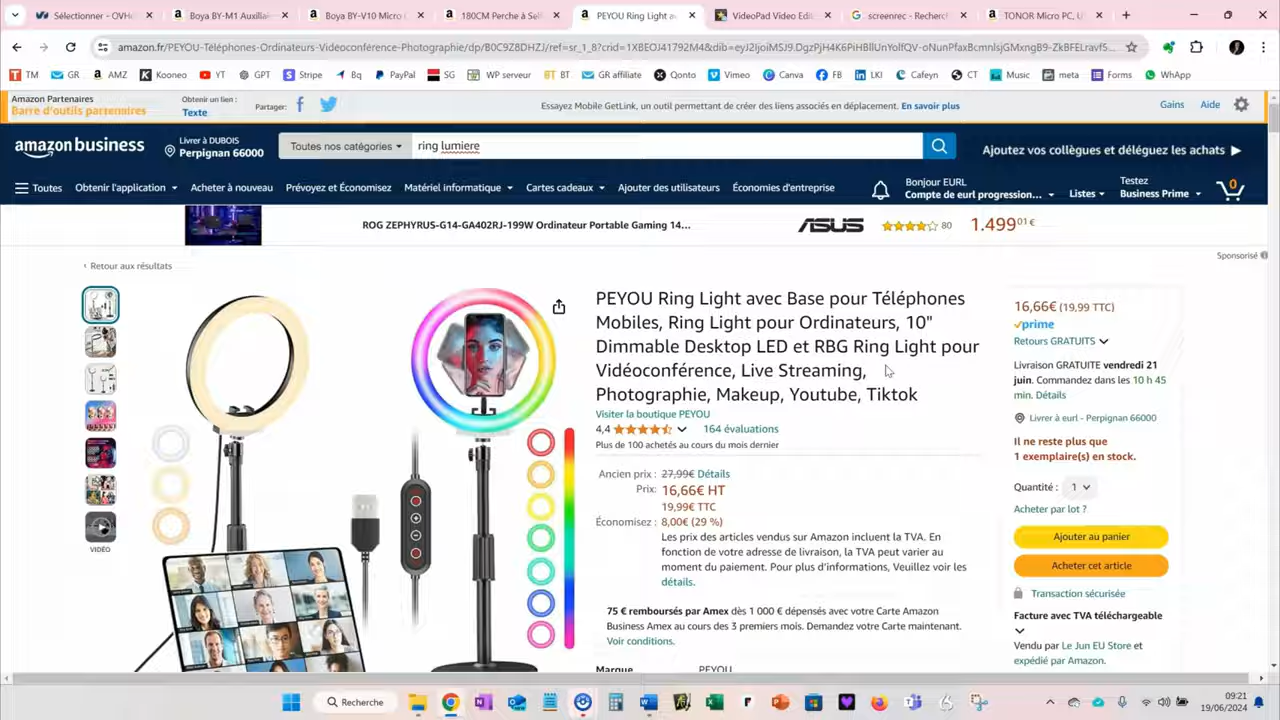 Sélectionner - OVHc
Boya BY-M1 Auxiliair
Boya BY-V10 Micro L
180CM Perche à Self
PEYOU Ring Light av
VideoPad Video Edit
screenrec - Recherch
TONOR Micro PC, U
amazon.fr/PEYOU-Téléphones-Ordinateurs-Vidéoconférence-Photographie/dp/B0C9Z8DHZJ/ref=sr_1_8?crid=1XBEOJ41792M4&dib=
TM
GR
AMZ
Kooneo
YT
GPT
Stripe
Bq
PayPal
SG
WP serveur
BT
GR affiliate
Qonto
Vimeo
Canva
FB
LKI
Cafeyn
CT
Music
meta
Forms
WhApp
Amazon Partenaires
Barre d'outils partenaires
Obtenir un lien :
Texte
Partager:
Essayez Mobile GetLink, un outil permettant de créer des liens associés en déplacement. En savoir plus
Gains
Aide
amazon business
Livrer à DUBOIS
Perpignan 66000
Toutes nos catégories
ring lumiere
Ajoutez vos collègues et déléguez les achats
Toutes
Obtenir l'application
Acheter à nouveau
Prévoyez et Économisez
Matériel informatique
Cartes cadeaux
Ajouter des utilisateurs
Économies d'entreprise
Bonjour EURL
Compte de eurl progression...
Listes
Testez
Business Prime
0
ROG ZEPHYRUS-G14-GA402RJ-199W Ordinateur Portable Gaming 14...
ASUS
80
1.499,01 €
Sponsorisé
Retour aux résultats
VIDÉO
PEYOU Ring Light avec Base pour Téléphones
Mobiles, Ring Light pour Ordinateurs, 10"
Dimmable Desktop LED et RBG Ring Light pour
Vidéoconférence, Live Streaming,
Photographie, Makeup, Youtube, Tiktok
Visiter la boutique PEYOU
4,4
164 évaluations
Plus de 100 achetés au cours du mois dernier
Ancien prix : 27,99€ Détails
Prix: 16,66€ HT
19,99€ TTC
Économisez : 8,00€ (29 %)
Les prix des articles vendus sur Amazon incluent la TVA. En
fonction de votre adresse de livraison, la TVA peut varier au
moment du paiement. Pour plus d'informations, Veuillez voir les
détails.
75 € remboursés par Amex dès 1 000 € dépensés avec votre Carte Amazon
Business Amex au cours des 3 premiers mois. Demandez votre Carte maintenant.
Voir conditions.
Marque PEYOU
16,66€ (19,99 TTC)
prime
Retours GRATUITS
Livraison GRATUITE vendredi 21
juin. Commandez dans les 10 h 45
min. Détails
Livrer à eurl - Perpignan 66000
Il ne reste plus que
1 exemplaire(s) en stock.
Quantité : 1
Acheter par lot ?
Ajouter au panier
Acheter cet article
Transaction sécurisée
Facture avec TVA téléchargeable
Vendu par Le Jun EU Store et
expédié par Amazon.
Recherche
09:21
19/06/2024